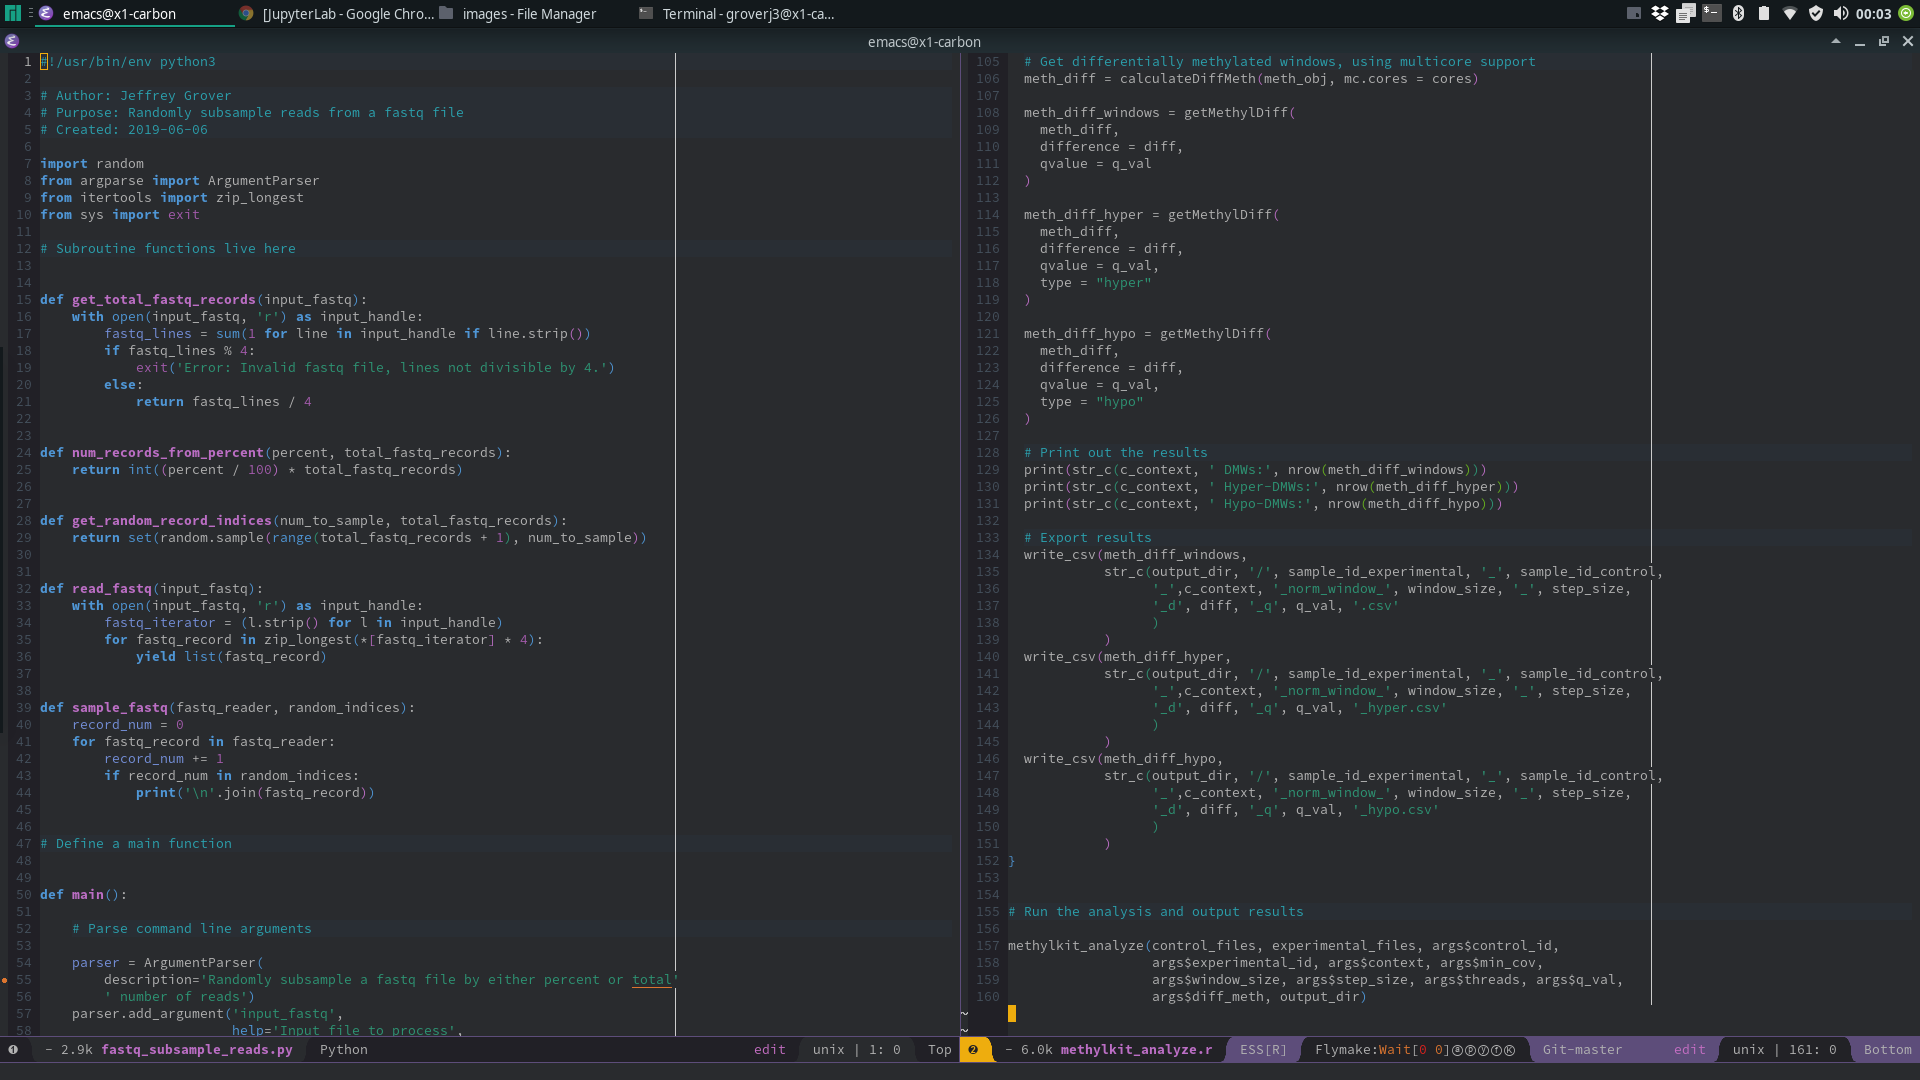 emacs@x1-carbon
[JupyterLab - Google Chro...
images - File Manager
Terminal - groverj3@x1-ca...
00:03
emacs@x1-carbon
1 #!/usr/bin/env python3
2
3 # Author: Jeffrey Grover
4 # Purpose: Randomly subsample reads from a fastq file
5 # Created: 2019-06-06
6
7 import random
8 from argparse import ArgumentParser
9 from itertools import zip_longest
10 from sys import exit
11
12 # Subroutine functions live here
13
14
15 def get_total_fastq_records(input_fastq):
16     with open(input_fastq, 'r') as input_handle:
17         fastq_lines = sum(1 for line in input_handle if line.strip())
18         if fastq_lines % 4:
19             exit('Error: Invalid fastq file, lines not divisible by 4.')
20         else:
21             return fastq_lines / 4
22
23
24 def num_records_from_percent(percent, total_fastq_records):
25     return int((percent / 100) * total_fastq_records)
26
27
28 def get_random_record_indices(num_to_sample, total_fastq_records):
29     return set(random.sample(range(total_fastq_records + 1), num_to_sample))
30
31
32 def read_fastq(input_fastq):
33     with open(input_fastq, 'r') as input_handle:
34         fastq_iterator = (l.strip() for l in input_handle)
35         for fastq_record in zip_longest(*[fastq_iterator] * 4):
36             yield list(fastq_record)
37
38
39 def sample_fastq(fastq_reader, random_indices):
40     record_num = 0
41     for fastq_record in fastq_reader:
42         record_num += 1
43         if record_num in random_indices:
44             print('\n'.join(fastq_record))
45
46
47 # Define a main function
48
49
50 def main():
51
52     # Parse command line arguments
53
54     parser = ArgumentParser(
55         description='Randomly subsample a fastq file by either percent or total'
56         ' number of reads')
57     parser.add_argument('input_fastq',
58                         help='Input file to process',
105   # Get differentially methylated windows, using multicore support
106   meth_diff = calculateDiffMeth(meth_obj, mc.cores = cores)
107
108   meth_diff_windows = getMethylDiff(
109     meth_diff,
110     difference = diff,
111     qvalue = q_val
112   )
113
114   meth_diff_hyper = getMethylDiff(
115     meth_diff,
116     difference = diff,
117     qvalue = q_val,
118     type = "hyper"
119   )
120
121   meth_diff_hypo = getMethylDiff(
122     meth_diff,
123     difference = diff,
124     qvalue = q_val,
125     type = "hypo"
126   )
127
128   # Print out the results
129   print(str_c(c_context, ' DMWs:', nrow(meth_diff_windows)))
130   print(str_c(c_context, ' Hyper-DMWs:', nrow(meth_diff_hyper)))
131   print(str_c(c_context, ' Hypo-DMWs:', nrow(meth_diff_hypo)))
132
133   # Export results
134   write_csv(meth_diff_windows,
135             str_c(output_dir, '/', sample_id_experimental, '_', sample_id_control,
136                   '_',c_context, '_norm_window_', window_size, '_', step_size,
137                   '_d', diff, '_q', q_val, '.csv'
138                   )
139             )
140   write_csv(meth_diff_hyper,
141             str_c(output_dir, '/', sample_id_experimental, '_', sample_id_control,
142                   '_',c_context, '_norm_window_', window_size, '_', step_size,
143                   '_d', diff, '_q', q_val, '_hyper.csv'
144                   )
145             )
146   write_csv(meth_diff_hypo,
147             str_c(output_dir, '/', sample_id_experimental, '_', sample_id_control,
148                   '_',c_context, '_norm_window_', window_size, '_', step_size,
149                   '_d', diff, '_q', q_val, '_hypo.csv'
150                   )
151             )
152 }
153
154
155 # Run the analysis and output results
156
157 methylkit_analyze(control_files, experimental_files, args$control_id,
158                   args$experimental_id, args$context, args$min_cov,
159                   args$window_size, args$step_size, args$threads, args$q_val,
160                   args$diff_meth, output_dir)
~
~
❶ - 2.9k fastq_subsample_reads.py Python edit unix | 1: 0 Top
❷ - 6.0k methylkit_analyze.r ESS[R] Flymake:Wait[0 0]ⓐⓟⓨⓕⓀ Git-master edit unix | 161: 0 Bottom